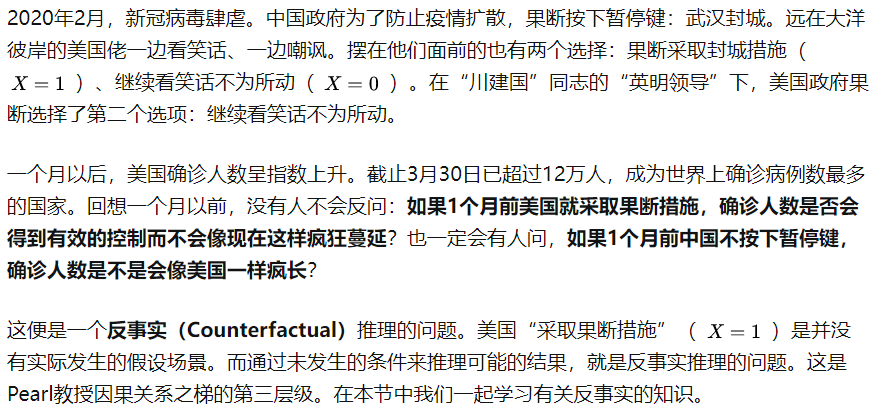 2020年2月，新冠病毒肆虐。中国政府为了防止疫情扩散，果断按下暂停键：武汉封城。远在大洋
彼岸的美国佬一边看笑话、一边嘲讽。摆在他们面前的也有两个选择：果断采取封城措施（
X = 1 ）、继续看笑话不为所动（ X = 0 ）。在“川建国”同志的“英明领导”下，美国政府果
断选择了第二个选项：继续看笑话不为所动。
一个月以后，美国确诊人数呈指数上升。截止3月30日已超过12万人，成为世界上确诊病例数最多
的国家。回想一个月以前，没有人不会反问：如果1个月前美国就采取果断措施，确诊人数是否会
得到有效的控制而不会像现在这样疯狂蔓延？也一定会有人问，如果1个月前中国不按下暂停键，
确诊人数是不是会像美国一样疯长？
这便是一个反事实（Counterfactual）推理的问题。美国“采取果断措施”（ X = 1 ）是并没
有实际发生的假设场景。而通过未发生的条件来推理可能的结果，就是反事实推理的问题。这是
Pearl教授因果关系之梯的第三层级。在本节中我们一起学习有关反事实的知识。